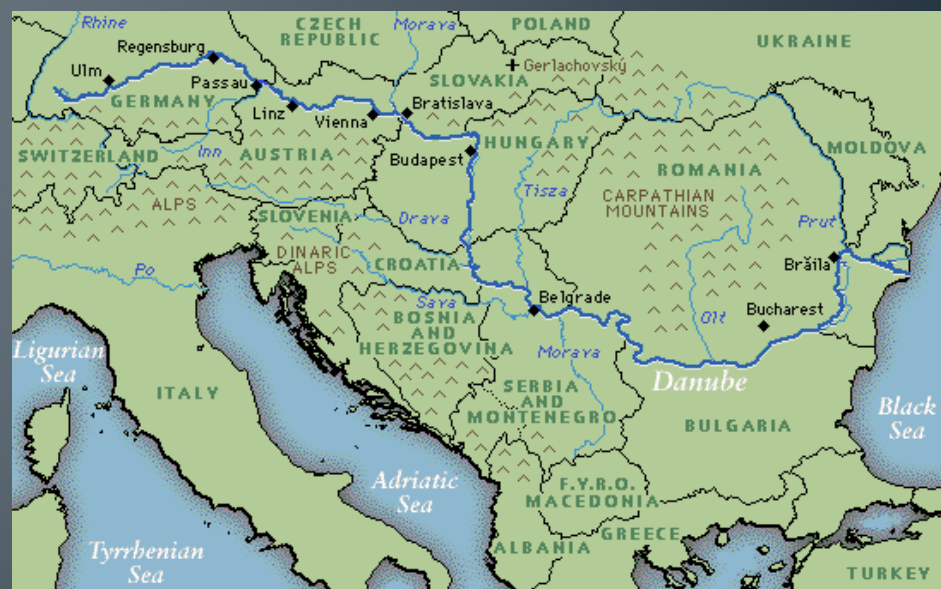 Rhine
CZECH
REPUBLIC
Morava
POLAND
UKRAINE
Regensburg
Ulm
Passau
GERMANY
Linz
Vienna
Bratislava
SLOVAKIA
Gerlachovský
SWITZERLAND
Inn
AUSTRIA
Budapest
HUNGARY
MOLDOVA
ROMANIA
CARPATHIAN
MOUNTAINS
Tisza
Prut
ALPS
SLOVENIA
Drava
DINARIC
ALPS
CROATIA
Po
Sava
Belgrade
Brăila
Bucharest
Olt
BOSNIA
AND
HERZEGOVINA
Morava
Ligurian
Sea
ITALY
SERBIA
AND
MONTENEGRO
Danube
BULGARIA
Black
Sea
Adriatic
Sea
F.Y.R.O.
MACEDONIA
Tyrrhenian
Sea
ALBANIA
GREECE
TURKEY